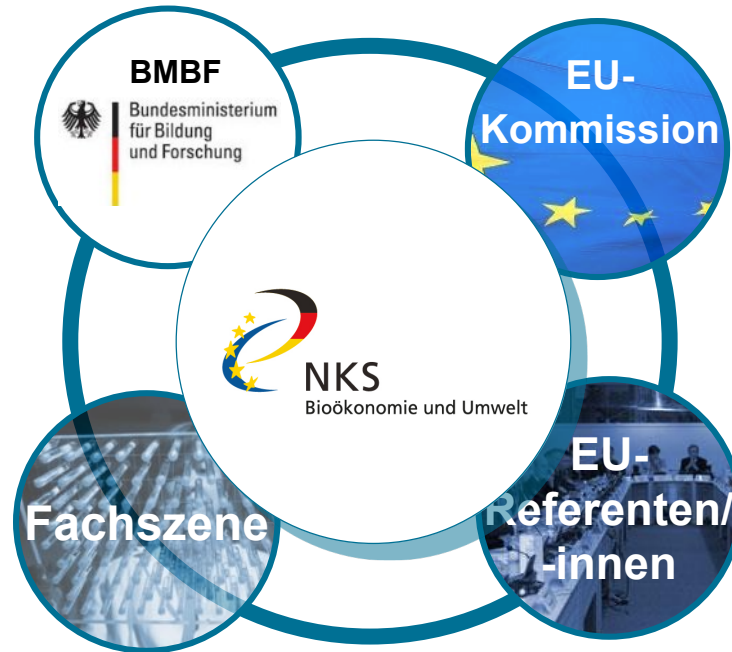 BMBF
Bundesministerium
für Bildung
und Forschung
EU-
Kommission
NKS
Bioökonomie und Umwelt
Fachszene
EU-
Referenten/
-innen